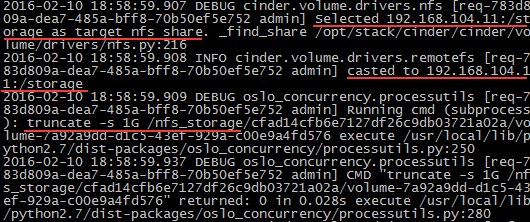 2016-02-10 18:58:59.907 DEBUG cinder.volume.drivers.nfs [req-783d8
09a-dea7-485a-bff8-70b50ef5e752 admin] Selected 192.168.104.11:/st
orage as target nfs share. _find_share /opt/stack/cinder/cinder/vo
lume/drivers/nfs.py:216
2016-02-10 18:58:59.908 INFO cinder.volume.drivers.remotefs [req-7
83d809a-dea7-485a-bff8-70b50ef5e752 admin] casted to 192.168.104.1
1:/storage
2016-02-10 18:58:59.909 DEBUG oslo_concurrency.processutils [req-7
83d809a-dea7-485a-bff8-70b50ef5e752 admin] Running cmd (subprocess
): truncate -s 1G /nfs_storage/cfad14cfb6e7127df26c9db03721a02a/vo
lume-7a92a9dd-d1c5-43ef-929a-c00e9a4fd576 execute /usr/local/lib/p
ython2.7/dist-packages/oslo_concurrency/processutils.py:250
2016-02-10 18:58:59.937 DEBUG oslo_concurrency.processutils [req-7
83d809a-dea7-485a-bff8-70b50ef5e752 admin] CMD "truncate -s 1G /nf
s_storage/cfad14cfb6e7127df26c9db03721a02a/volume-7a92a9dd-d1c5-43
ef-929a-c00e9a4fd576" returned: 0 in 0.028s execute /usr/local/lib
/python2.7/dist-packages/oslo_concurrency/processutils.py:280